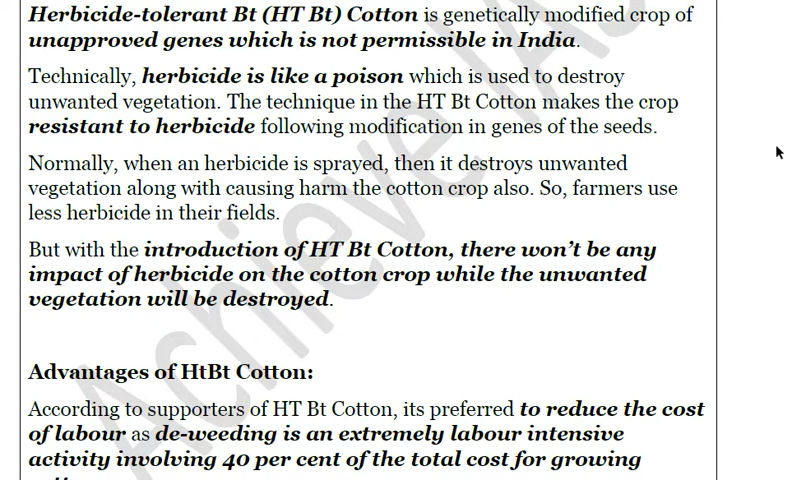 Herbicide-tolerant Bt (HT Bt) Cotton is genetically modified crop of
unapproved genes which is not permissible in India.
Technically, herbicide is like a poison which is used to destroy
unwanted vegetation. The technique in the HT Bt Cotton makes the crop
resistant to herbicide following modification in genes of the seeds.
Normally, when an herbicide is sprayed, then it destroys unwanted
vegetation along with causing harm the cotton crop also. So, farmers use
less herbicide in their fields.
But with the introduction of HT Bt Cotton, there won't be any
impact of herbicide on the cotton crop while the unwanted
vegetation will be destroyed.
Advantages of HtBt Cotton:
According to supporters of HT Bt Cotton, its preferred to reduce the cost
of labour as de-weeding is an extremely labour intensive
activity involving 40 per cent of the total cost for growing
Achieve IAS